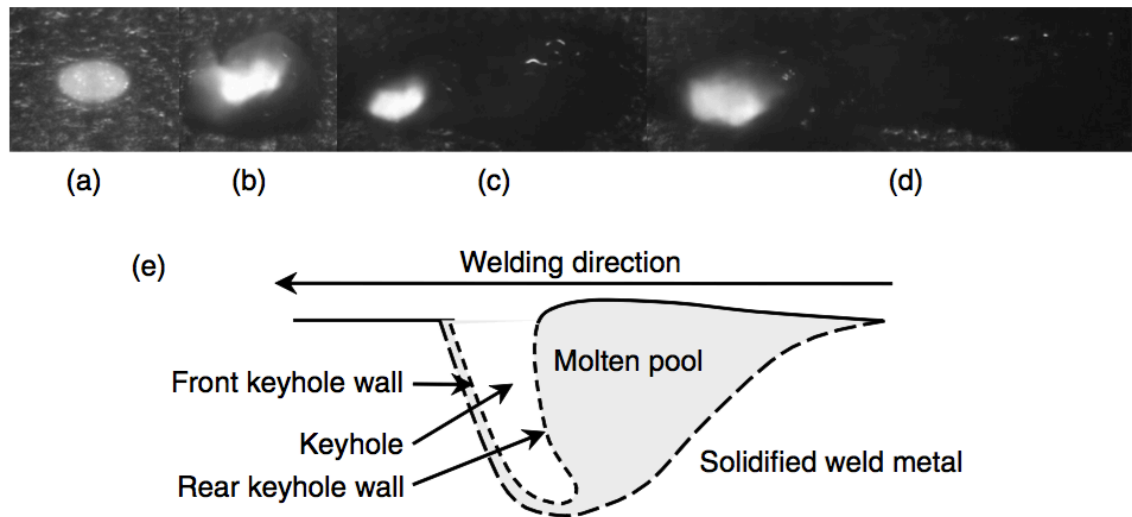 (a)
(b)
(c)
(d)
(e)
Welding direction
Molten pool
Front keyhole wall
Keyhole
Rear keyhole wall
Solidified weld metal